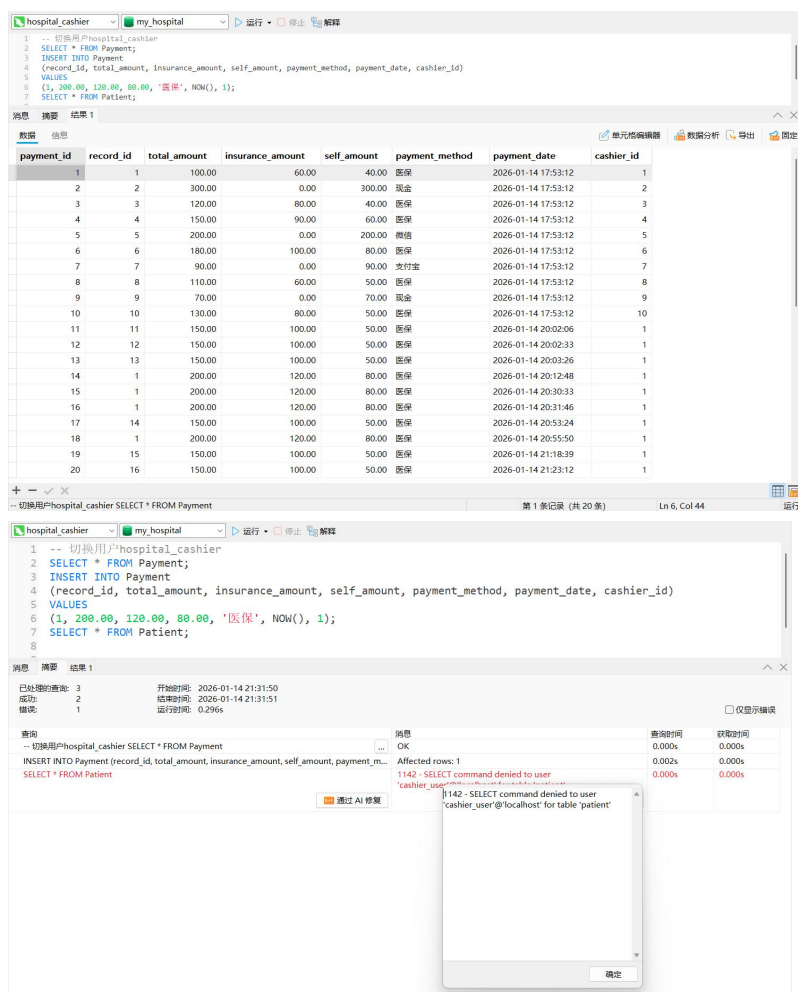 hospital_cashier my_hospital 运行 停止 解释
1 -- 切换用户hospital_cashier
2 SELECT * FROM Payment;
3 INSERT INTO Payment
4 (record_id, total_amount, insurance_amount, self_amount, payment_method, payment_date, cashier_id)
5 VALUES
6 (1, 200.00, 120.00, 80.00, '医保', NOW(), 1);
7 SELECT * FROM Patient;
消息 摘要 结果 1
数据 信息 单元格编辑器 数据分析 导出 固定
payment_id record_id total_amount insurance_amount self_amount payment_method payment_date cashier_id
1 1 100.00 60.00 40.00 医保 2026-01-14 17:53:12 1
2 2 300.00 0.00 300.00 现金 2026-01-14 17:53:12 2
3 3 120.00 80.00 40.00 医保 2026-01-14 17:53:12 3
4 4 150.00 90.00 60.00 医保 2026-01-14 17:53:12 4
5 5 200.00 0.00 200.00 微信 2026-01-14 17:53:12 5
6 6 180.00 100.00 80.00 医保 2026-01-14 17:53:12 6
7 7 90.00 0.00 90.00 支付宝 2026-01-14 17:53:12 7
8 8 110.00 60.00 50.00 医保 2026-01-14 17:53:12 8
9 9 70.00 0.00 70.00 现金 2026-01-14 17:53:12 9
10 10 130.00 80.00 50.00 医保 2026-01-14 17:53:12 10
11 11 150.00 100.00 50.00 医保 2026-01-14 20:02:06 1
12 12 150.00 100.00 50.00 医保 2026-01-14 20:02:33 1
13 13 150.00 100.00 50.00 医保 2026-01-14 20:03:26 1
14 1 200.00 120.00 80.00 医保 2026-01-14 20:12:48 1
15 1 200.00 120.00 80.00 医保 2026-01-14 20:30:33 1
16 1 200.00 120.00 80.00 医保 2026-01-14 20:31:46 1
17 14 150.00 100.00 50.00 医保 2026-01-14 20:53:24 1
18 1 200.00 120.00 80.00 医保 2026-01-14 20:55:50 1
19 15 150.00 100.00 50.00 医保 2026-01-14 21:18:39 1
20 16 150.00 100.00 50.00 医保 2026-01-14 21:23:12 1
-- 切换用户hospital_cashier SELECT * FROM Payment 第 1 条记录 (共 20 条) Ln 6, Col 44 运行
hospital_cashier my_hospital 运行 停止 解释
1 -- 切换用户hospital_cashier
2 SELECT * FROM Payment;
3 INSERT INTO Payment
4 (record_id, total_amount, insurance_amount, self_amount, payment_method, payment_date, cashier_id)
5 VALUES
6 (1, 200.00, 120.00, 80.00, '医保', NOW(), 1);
7 SELECT * FROM Patient;
8
消息 摘要 结果 1
已处理的查询: 3 开始时间: 2026-01-14 21:31:50
成功: 2 结束时间: 2026-01-14 21:31:51
错误: 1 运行时间: 0.296s 仅显示错误
查询 消息 查询时间 获取时间
-- 切换用户hospital_cashier SELECT * FROM Payment ... OK 0.000s 0.000s
INSERT INTO Payment (record_id, total_amount, insurance_amount, self_amount, payment_m... Affected rows: 1 0.002s 0.000s
SELECT * FROM Patient 1142 - SELECT command denied to user 0.000s 0.000s
通过 AI 修复
1142 - SELECT command denied to user
'cashier_user'@'localhost' for table 'patient'
确定